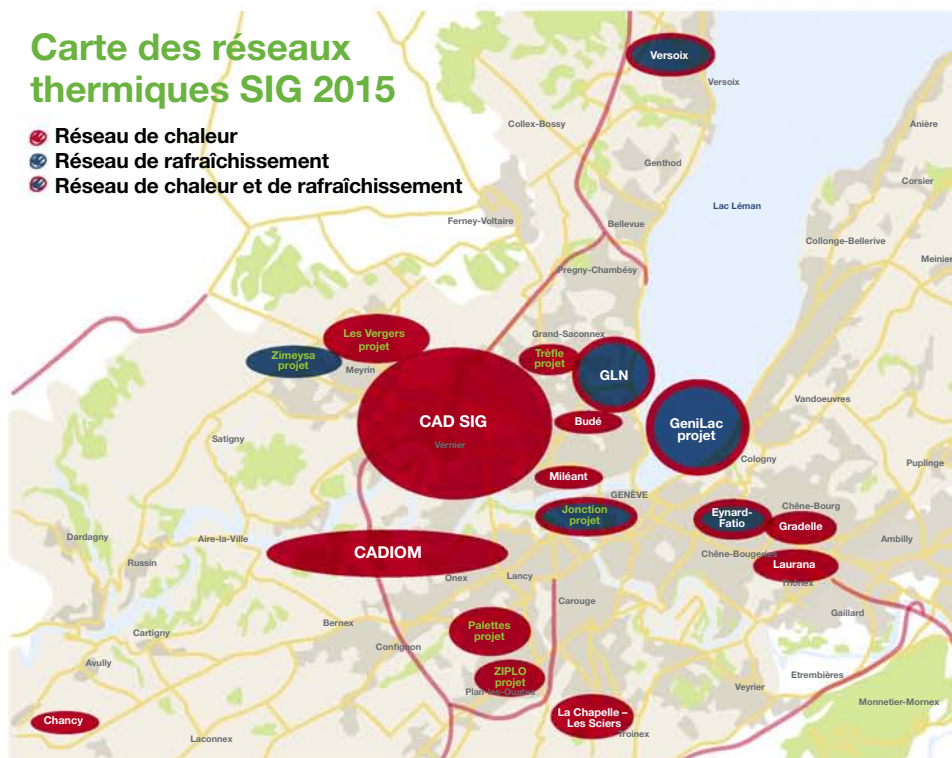 Carte des réseaux
thermiques SIG 2015
Réseau de chaleur
Réseau de rafraîchissement
Réseau de chaleur et de rafraîchissement
Versoix
Versoix
Collex-Bossy
Anière
Genthod
Corsier
Lac Léman
Ferney-Voltaire
Bellevue
Collonge-Bellerive
Meinier
Pregny-Chambésy
Les Vergers
projet
Grand-Saconnex
Zimeysa
projet
Meyrin
Trèfle
projet
GLN
Vandoeuvres
CAD SIG
Budé
GeniLac
projet
Satigny
Vernier
Cologny
Puplinge
Miléant
GENÈVE
Jonction
projet
Eynard-
Fatio
Chêne-Bourg
Gradelle
Dardagny
Aire-la-Ville
Ambilly
CADIOM
Chêne-Bougeries
Russin
Laurana
Onex
Lancy
Thônex
Carouge
Gaillard
Bernex
Palettes
projet
Cartigny
Confignon
Avully
ZIPLO
projet
Etrembières
Plan-les-Ouates
Veyrier
Monnetier-Mornex
La Chapelle –
Les Sciers
Chancy
Troinex
Laconnex